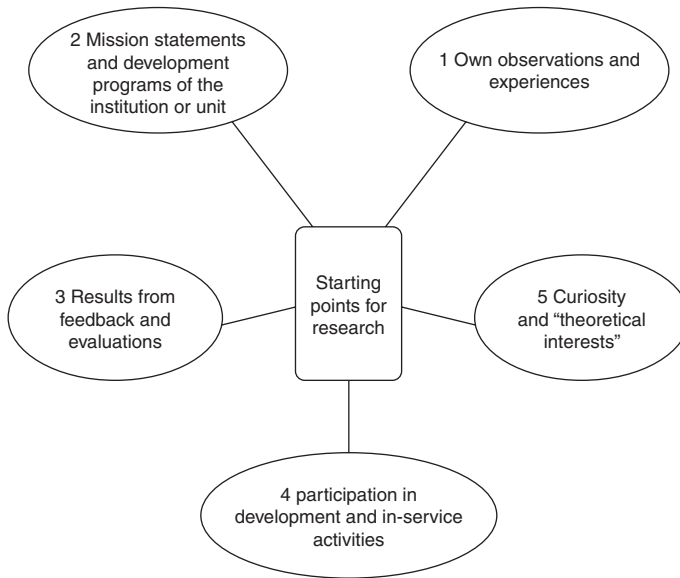 2 Mission statements
and development
programs of the
institution or unit
1 Own observations and
experiences
Starting
points for
research
3 Results from
feedback and
evaluations
5 Curiosity
and “theoretical
interests”
4 participation in
development and in-service
activities